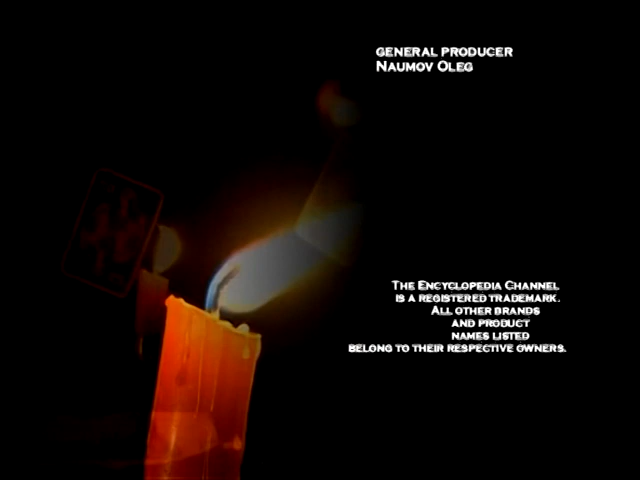 GENERAL PRODUCER
NAUMOV OLEG
THE ENCYCLOPEDIA CHANNEL
IS A REGISTERED TRADEMARK.
ALL OTHER BRANDS
AND PRODUCT
NAMES LISTED
BELONG TO THEIR RESPECTIVE OWNERS.